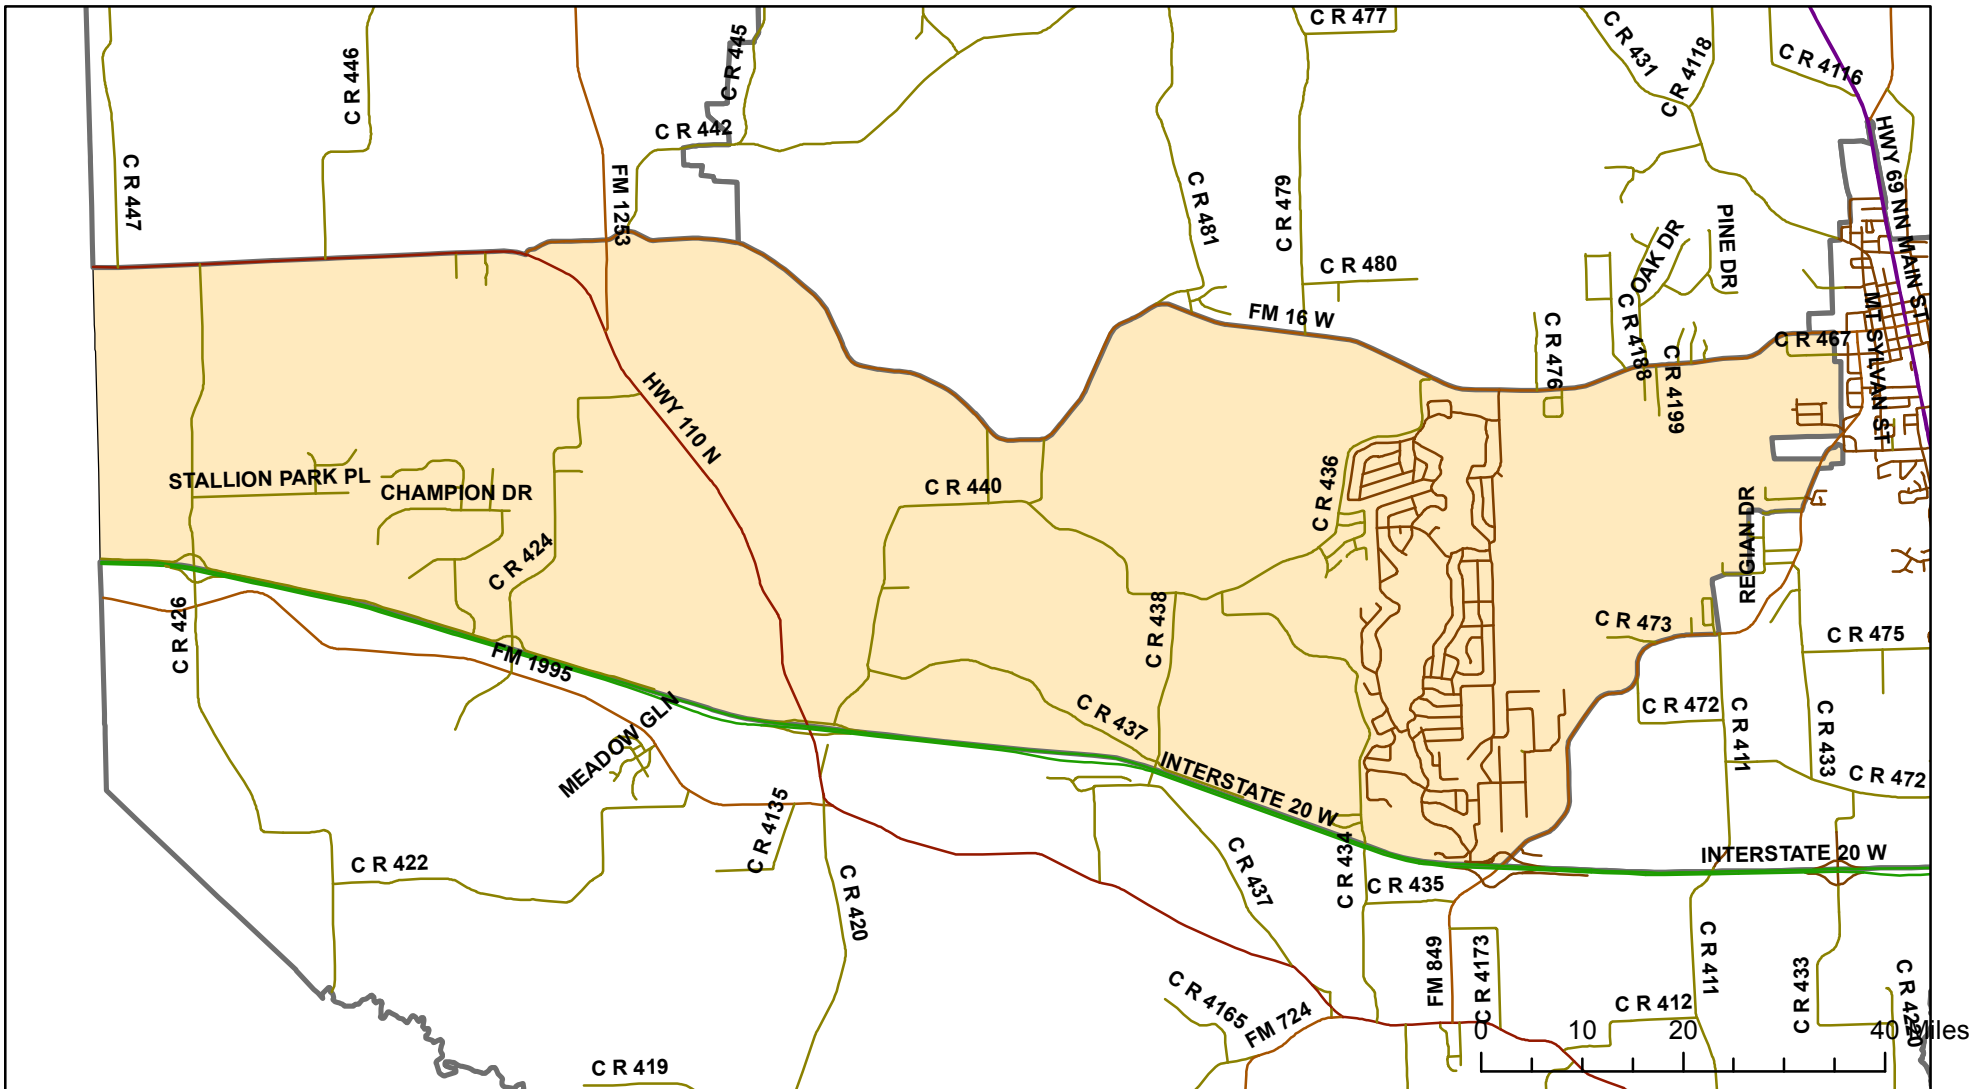 C R 477
C R 431
C R 4118
C R 4116
C R 446
C R 445
C R 442
C R 447
FM 1253
C R 481
C R 479
C R 480
HWY 69 N
N MAIN ST
PINE DR
OAK DR
FM 16 W
C R 476
C R 4188
C R 4199
C R 467
MT SYLVAN ST
HWY 110 N
STALLION PARK PL
CHAMPION DR
C R 440
C R 436
C R 424
REGIAN DR
C R 426
C R 438
C R 473
C R 475
FM 1995
MEADOW GLN
C R 437
C R 472
C R 411
C R 433
C R 472
INTERSTATE 20 W
C R 4135
C R 422
C R 434
INTERSTATE 20 W
C R 437
C R 435
C R 420
FM 849
C R 4173
C R 411
C R 433
C R 4220
C R 4165
FM 724
C R 412
C R 419
0 10 20 40 Miles